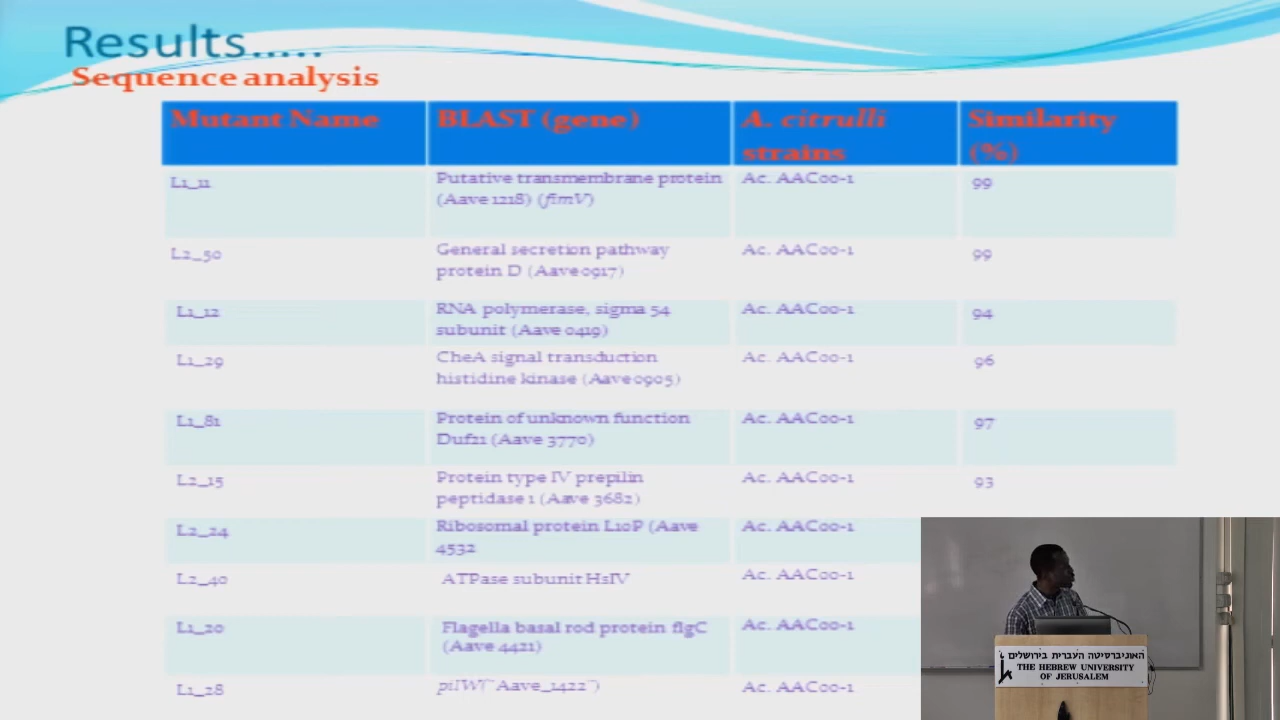 Results.....
Sequence analysis
Mutant Name
BLAST (gene)
A. citrulli
strains
Similarity
(%)
L1_11
Putative transmembrane protein
(Aave 1218) (fimV)
Ac. AAC00-1
99
L2_50
General secretion pathway
protein D (Aave0917)
Ac. AAC00-1
99
L1_12
RNA polymerase, sigma 54
subunit (Aave 0419)
Ac. AAC00-1
94
L1_29
CheA signal transduction
histidine kinase (Aave0905)
Ac. AAC00-1
96
L1_81
Protein of unknown function
Duf21 (Aave 3770)
Ac. AAC00-1
97
L2_15
Protein type IV prepilin
peptidase 1 (Aave 3682)
Ac. AAC00-1
93
L2_24
Ribosomal protein L10P (Aave
4532
Ac. AAC00-1
L2_40
ATPase subunit HslV
Ac. AAC00-1
L1_20
Flagella basal rod protein flgC
(Aave 4421)
Ac. AAC00-1
L1_28
pilW(~Aave_1422~)
Ac. AAC00-1
האוניברסיטה העברית בירושלים
THE HEBREW UNIVERSITY
OF JERUSALEM